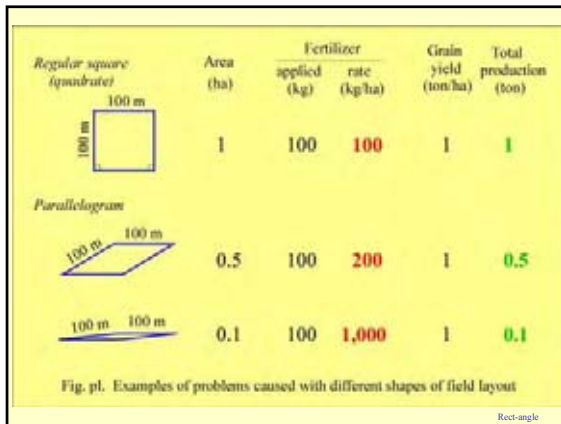 Regular square
(quadrate)
Area
(ha)
Fertilizer
applied
(kg)
rate
(kg/ha)
Grain
yield
(ton/ha)
Total
production
(ton)
100 m
100 m
1 100 100 1 1
Parallelogram
100 m
100 m
0.5 100 200 1 0.5
100 m 100 m
0.1 100 1,000 1 0.1
Fig. pl. Examples of problems caused with different shapes of field layout
Rect-angle